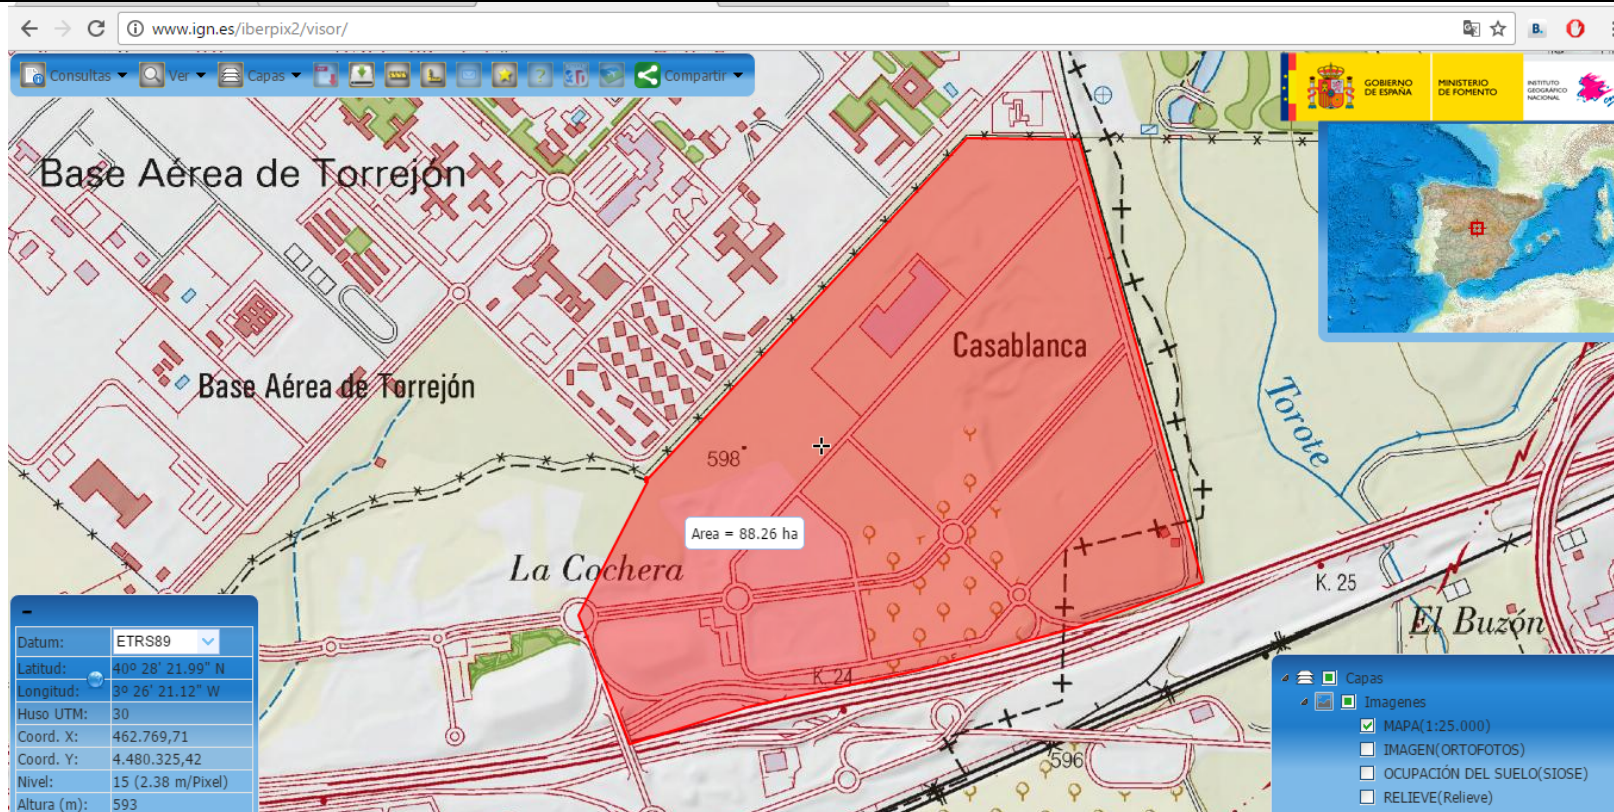 www.ign.es/iberpix2/visor/
B.
Consultas
Ver
Capas
Compartir
GOBIERNO
DE ESPAÑA
MINISTERIO
DE FOMENTO
INSTITUTO
GEOGRÁFICO
NACIONAL
Base Aérea de Torrejón
Casablanca
Base Aérea de Torrejón
Torote
598
Area = 88.26 ha
La Cochera
K. 25
El Buzón
K. 24
596
Datum: ETRS89
Latitud: 40º 28' 21.99" N
Longitud: 3º 26' 21.12" W
Huso UTM: 30
Coord. X: 462.769,71
Coord. Y: 4.480.325,42
Nivel: 15 (2.38 m/Pixel)
Altura (m): 593
Capas
Imagenes
MAPA(1:25.000)
IMAGEN(ORTOFOTOS)
OCUPACIÓN DEL SUELO(SIOSE)
RELIEVE(Relieve)